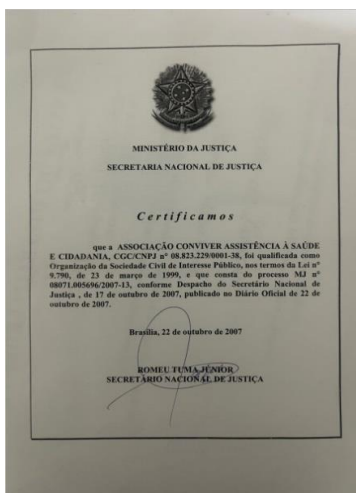 MINISTÉRIO DA JUSTIÇA
SECRETARIA NACIONAL DE JUSTIÇA
Certificamos
que a ASSOCIAÇÃO CONVIVER ASSISTÊNCIA À SAÚDE
E CIDADANIA, CGC/CNPJ nº 08.823.229/0001-38, foi qualificada como
Organização da Sociedade Civil de Interesse Público, nos termos da Lei nº
9.790, de 23 de março de 1999, e que consta do processo MJ nº
08071.005696/2007-13, conforme Despacho do Secretário Nacional de
Justiça , de 17 de outubro de 2007, publicado no Diário Oficial de 22 de
outubro de 2007.
Brasília, 22 de outubro de 2007
ROMEU TUMA JÚNIOR
SECRETÁRIO NACIONAL DE JUSTIÇA